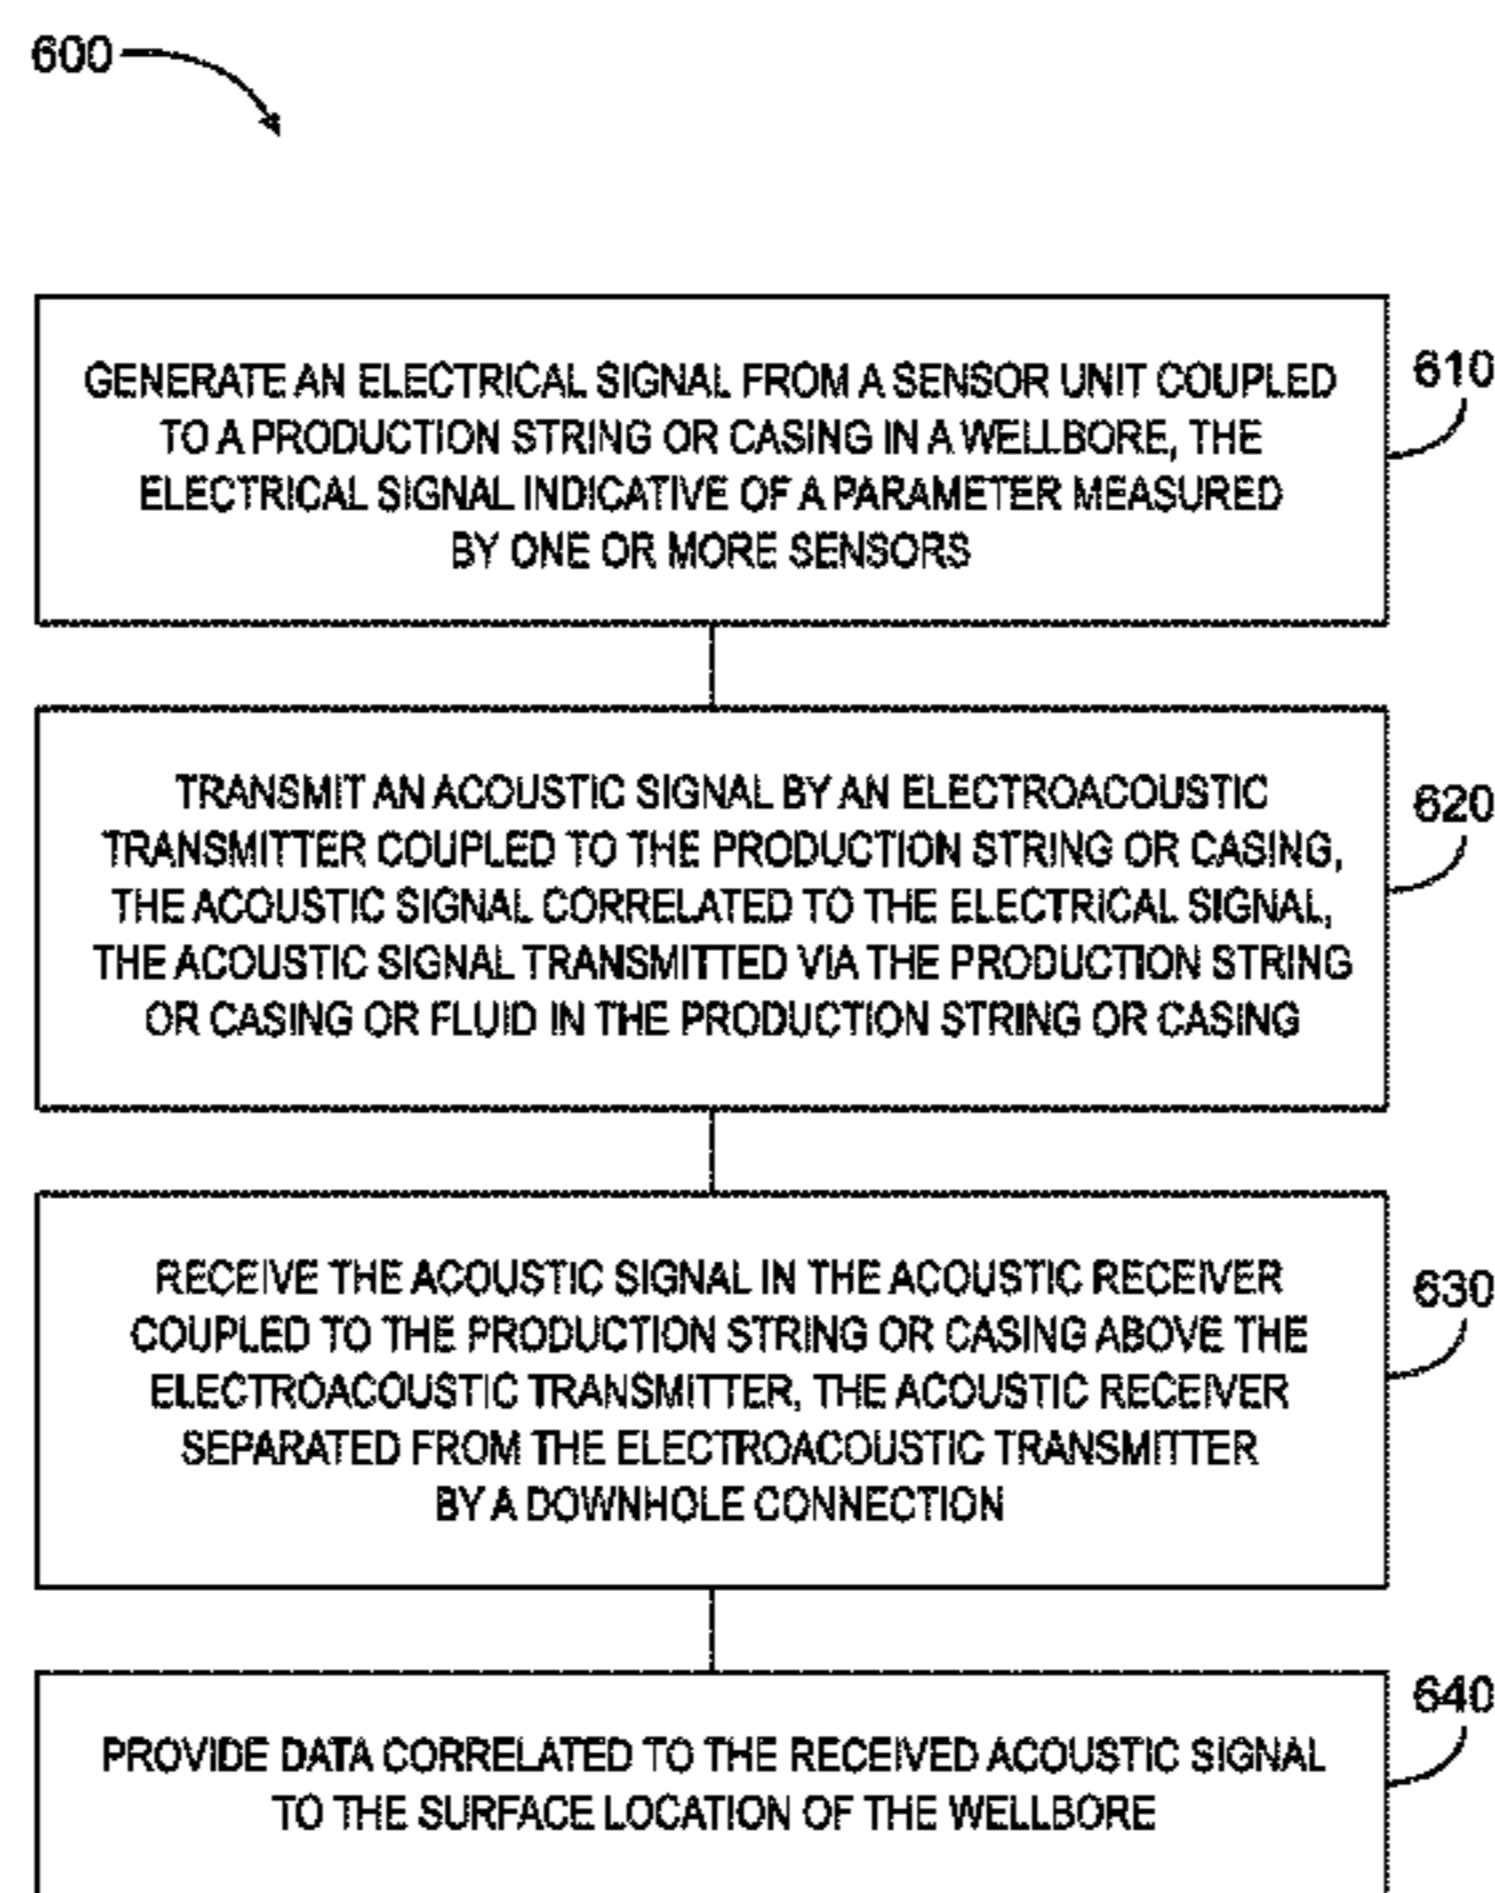 600
GENERATE AN ELECTRICAL SIGNAL FROM A SENSOR UNIT COUPLED
TO A PRODUCTION STRING OR CASING IN A WELLBORE, THE
ELECTRICAL SIGNAL INDICATIVE OF A PARAMETER MEASURED
BY ONE OR MORE SENSORS
610
TRANSMIT AN ACOUSTIC SIGNAL BY AN ELECTROACOUSTIC
TRANSMITTER COUPLED TO THE PRODUCTION STRING OR CASING,
THE ACOUSTIC SIGNAL CORRELATED TO THE ELECTRICAL SIGNAL,
THE ACOUSTIC SIGNAL TRANSMITTED VIA THE PRODUCTION STRING
OR CASING OR FLUID IN THE PRODUCTION STRING OR CASING
620
RECEIVE THE ACOUSTIC SIGNAL IN THE ACOUSTIC RECEIVER
COUPLED TO THE PRODUCTION STRING OR CASING ABOVE THE
ELECTROACOUSTIC TRANSMITTER, THE ACOUSTIC RECEIVER
SEPARATED FROM THE ELECTROACOUSTIC TRANSMITTER
BY A DOWNHOLE CONNECTION
630
PROVIDE DATA CORRELATED TO THE RECEIVED ACOUSTIC SIGNAL
TO THE SURFACE LOCATION OF THE WELLBORE
640